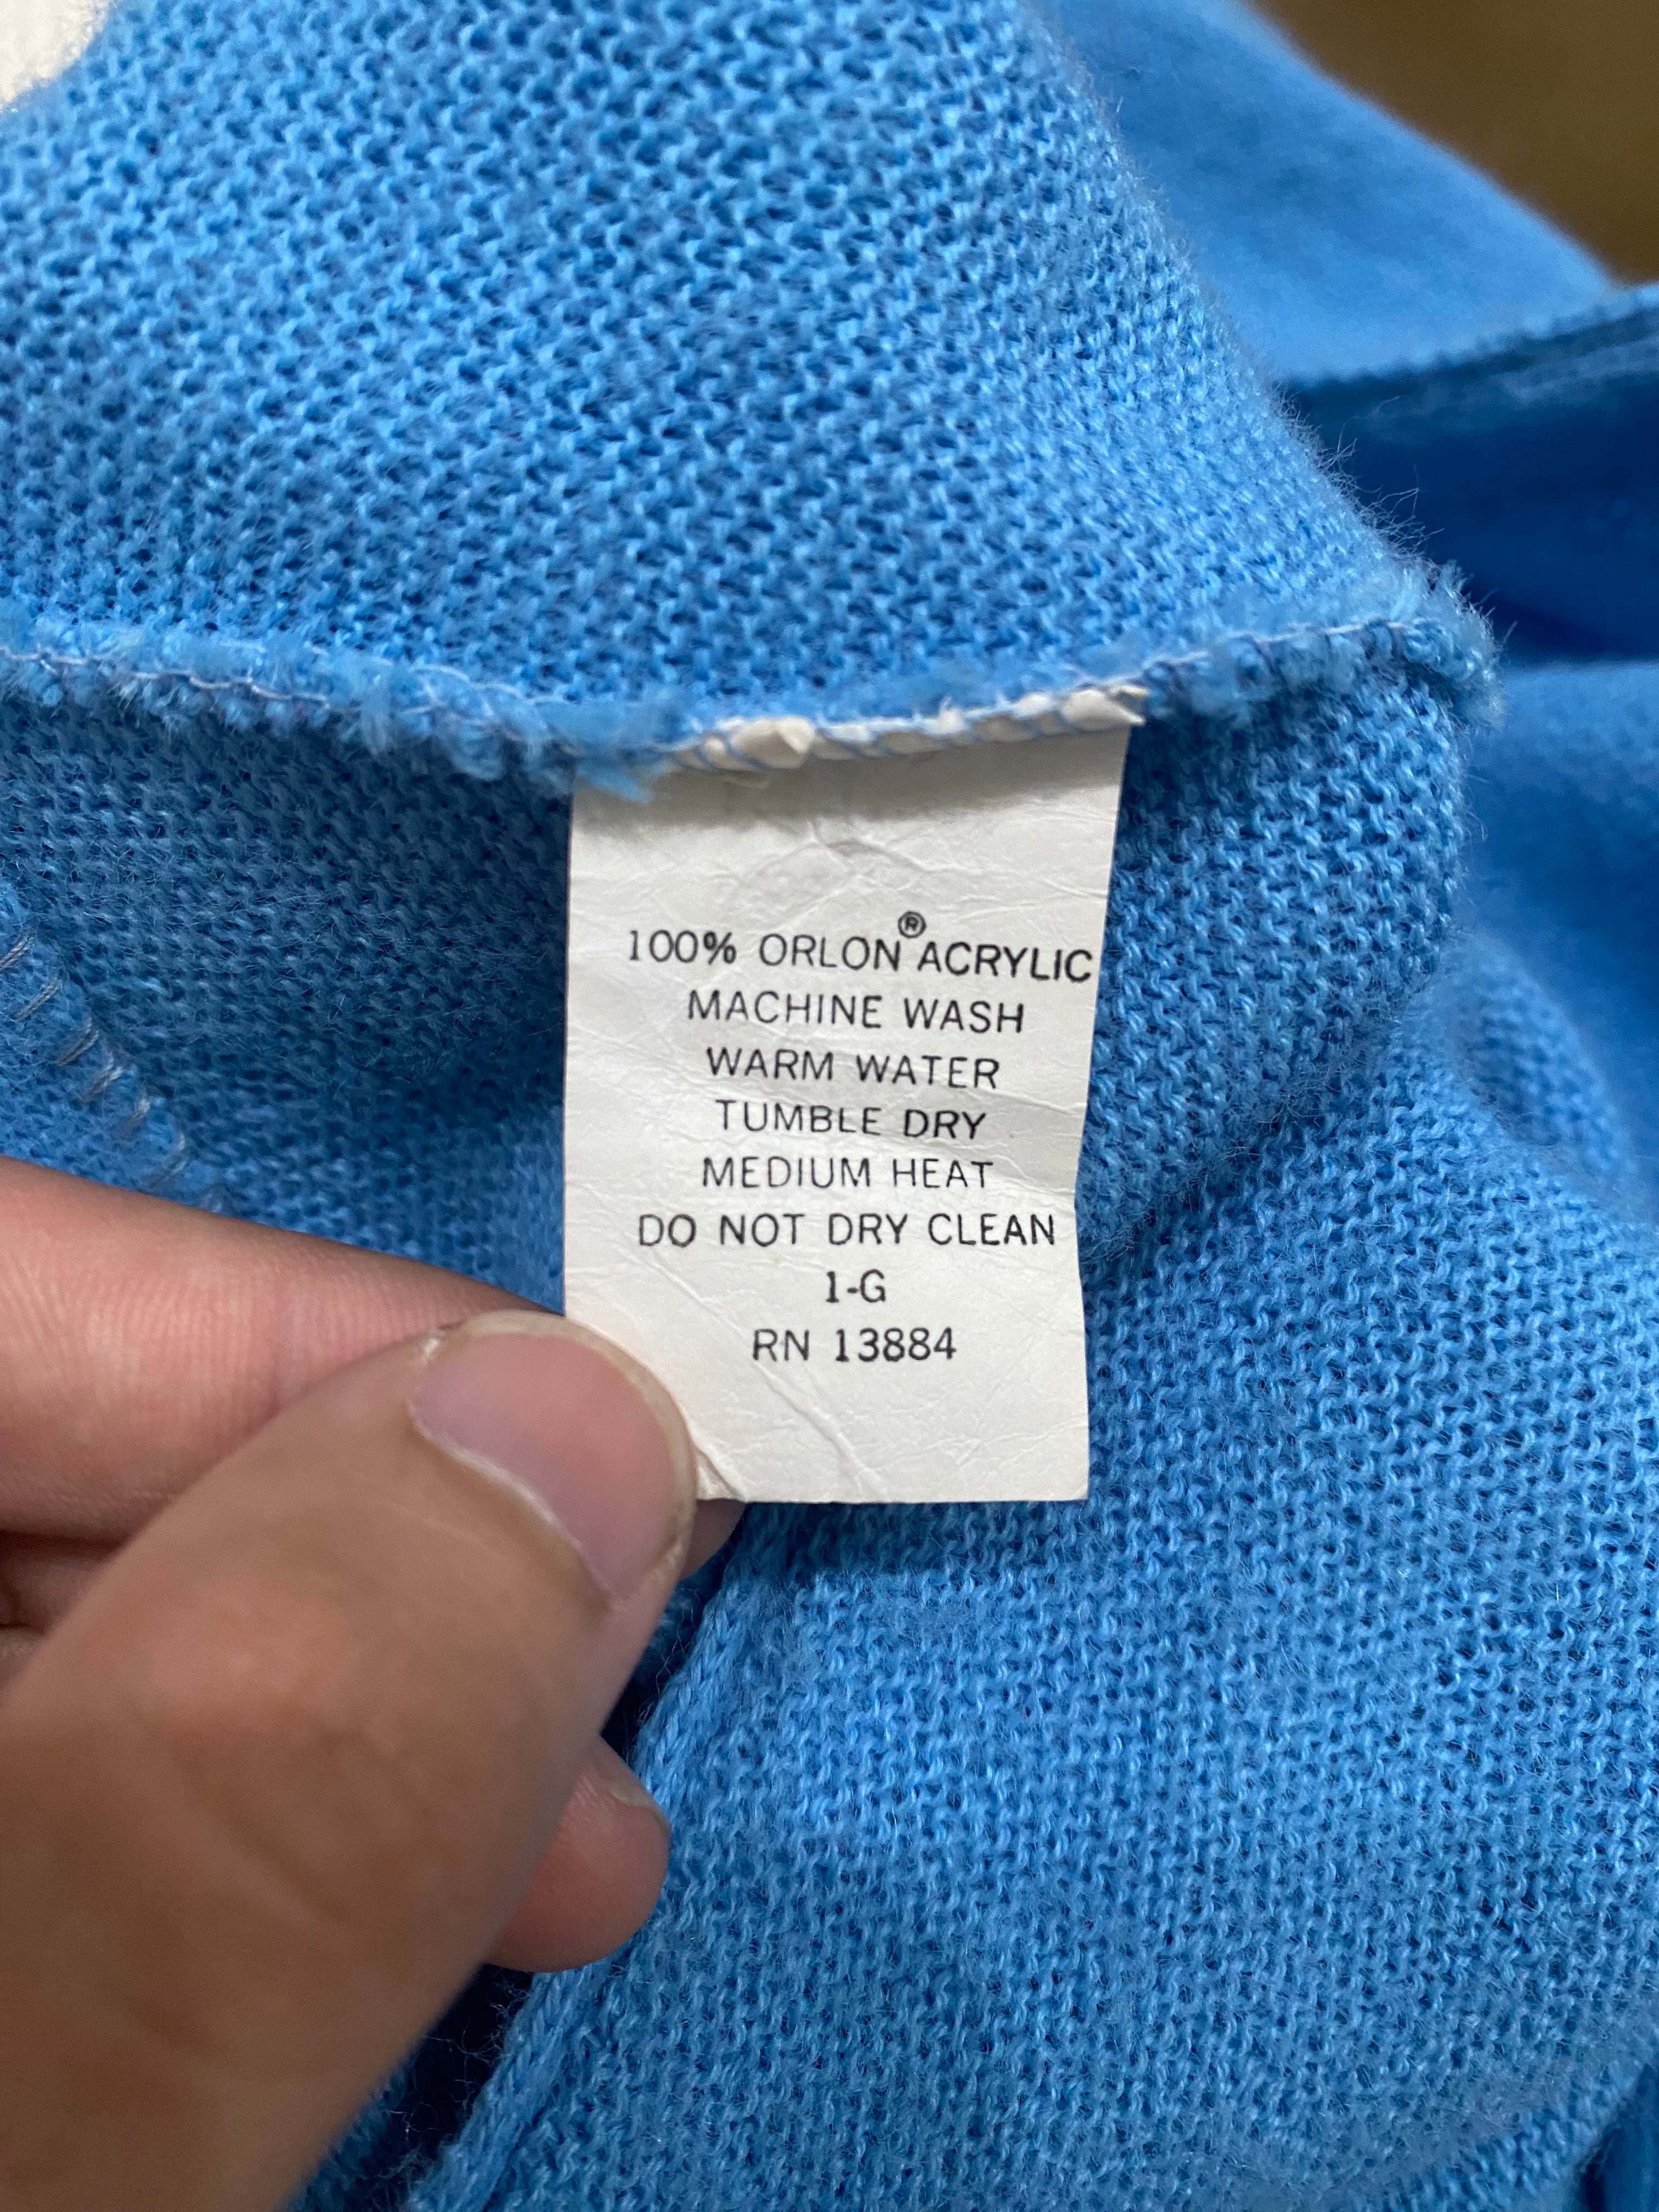 100% ORLON® ACRYLIC
MACHINE WASH
WARM WATER
TUMBLE DRY
MEDIUM HEAT
DO NOT DRY CLEAN
1-G
RN 13884